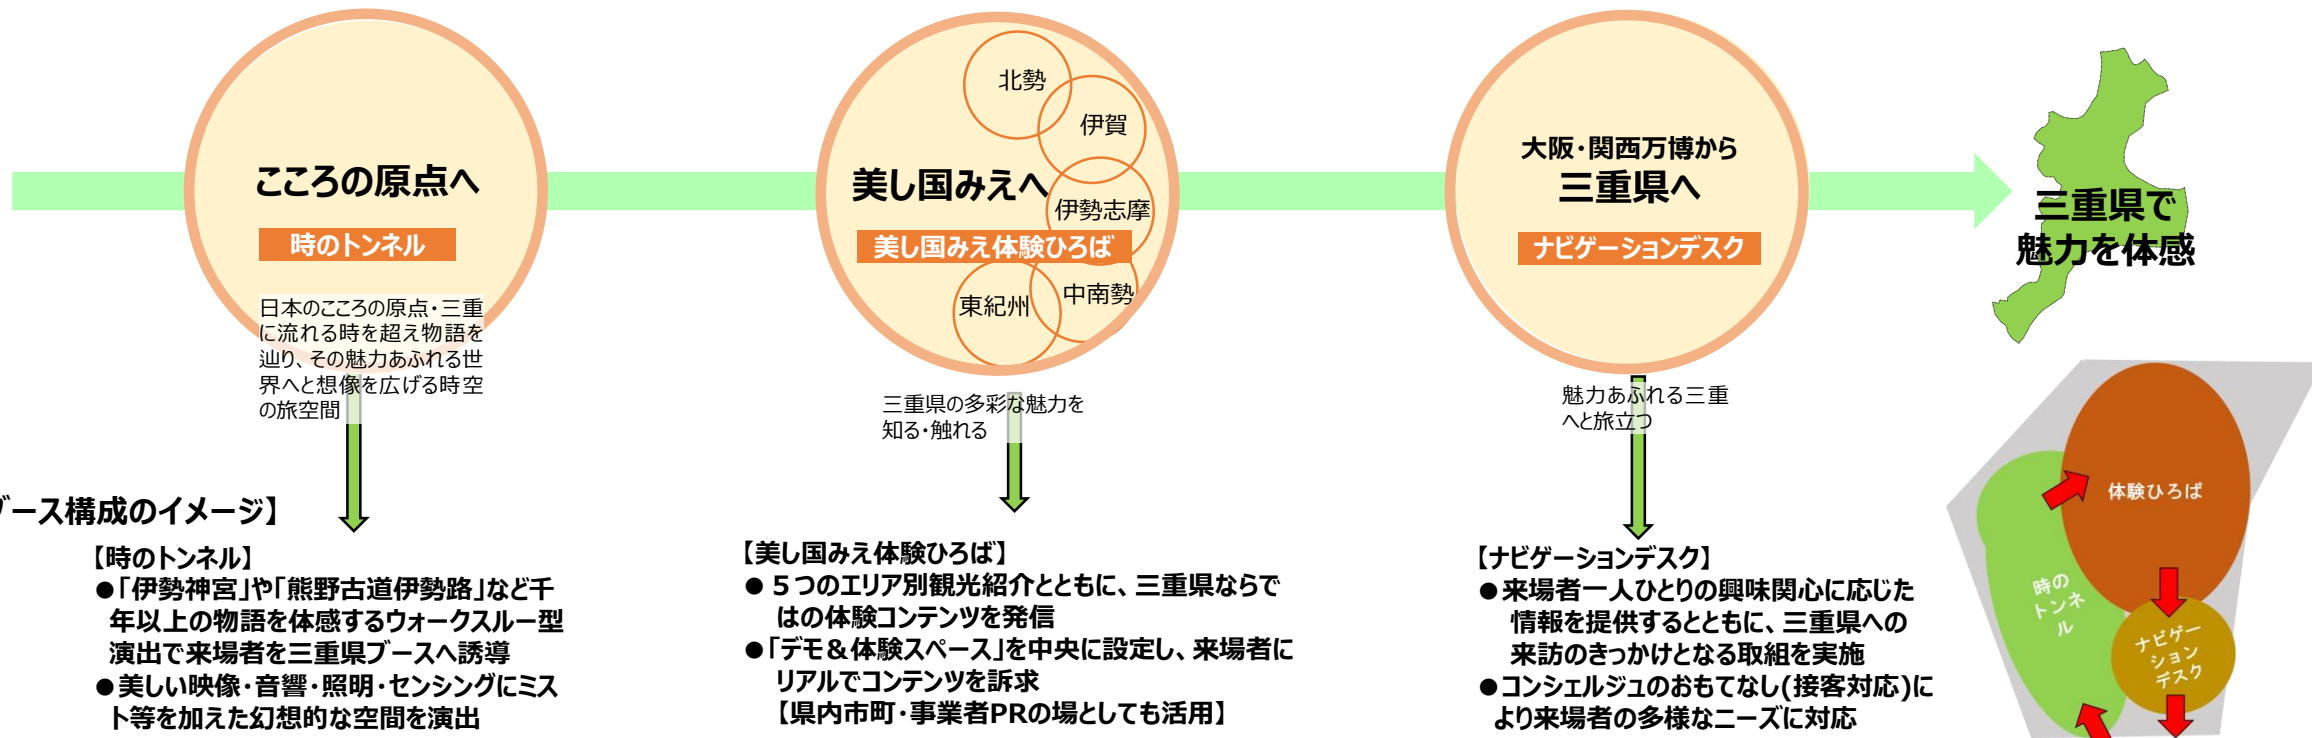 こころの原点へ
時のトンネル
日本のこころの原点・三重
に流れる時を超え物語を
辿り、その魅力あふれる世
界へと想像を広げる時空
の旅空間
北勢
伊賀
美し国みえへ
伊勢志摩
美し国みえ体験ひろば
中南勢
東紀州
三重県の多彩な魅力を
知る・触れる
大阪・関西万博から
三重県へ
ナビゲーションデスク
魅力あふれる三重
へと旅立つ
三重県で
魅力を体感
ブース構成のイメージ】
【時のトンネル】
●「伊勢神宮」や「熊野古道伊勢路」など千
年以上の物語を体感するウォークスルー型
演出で来場者を三重県ブースへ誘導
●美しい映像・音響・照明・センシングにミス
ト等を加えた幻想的な空間を演出
【美し国みえ体験ひろば】
● ５つのエリア別観光紹介とともに、三重県ならで
はの体験コンテンツを発信
●「デモ＆体験スペース」を中央に設定し、来場者に
リアルでコンテンツを訴求
【県内市町・事業者PRの場としても活用】
【ナビゲーションデスク】
●来場者一人ひとりの興味関心に応じた
情報を提供するとともに、三重県への
来訪のきっかけとなる取組を実施
●コンシェルジュのおもてなし(接客対応)に
より来場者の多様なニーズに対応
体験ひろば
時の
トンネ
ル
ナビゲー
ション
デスク